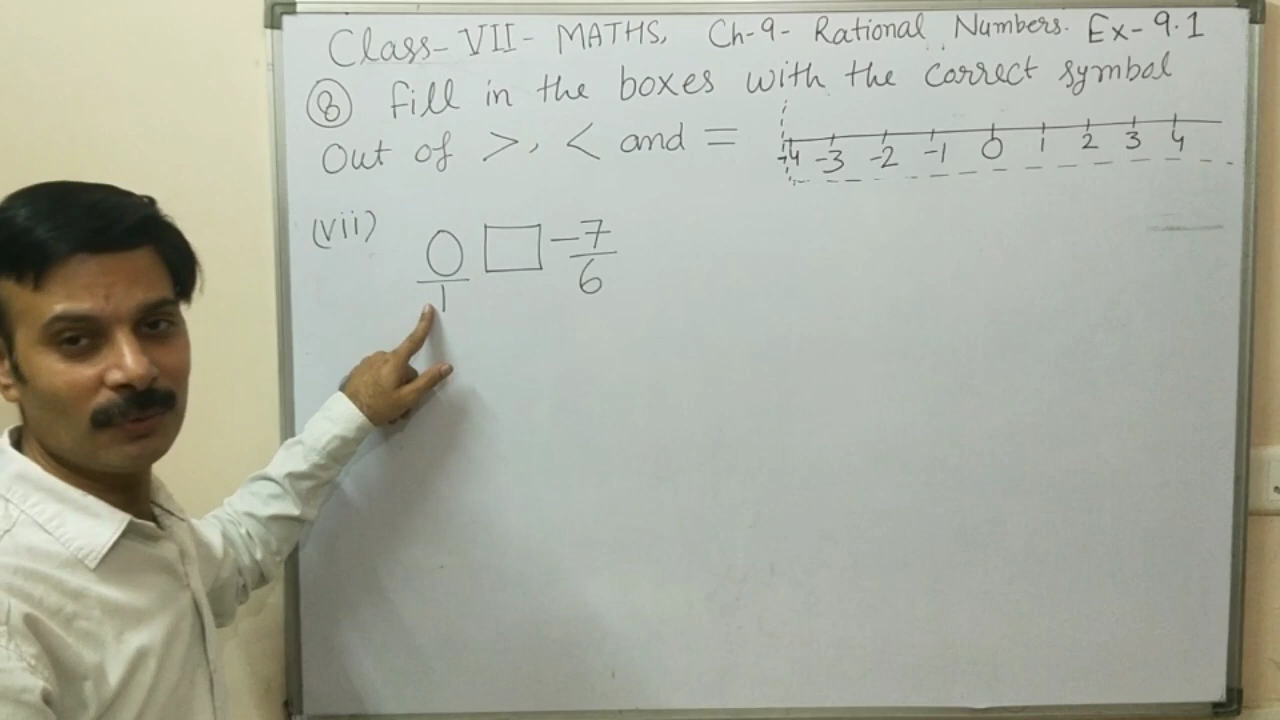 Class-VII- MATHS, Ch-9- Rational Numbers. Ex-9.1
⑧ Fill in the boxes with the correct symbol
Out of >, < and =
-4 -3 -2 -1 0 1 2 3 4
(vii) 0/1 □ -7/6